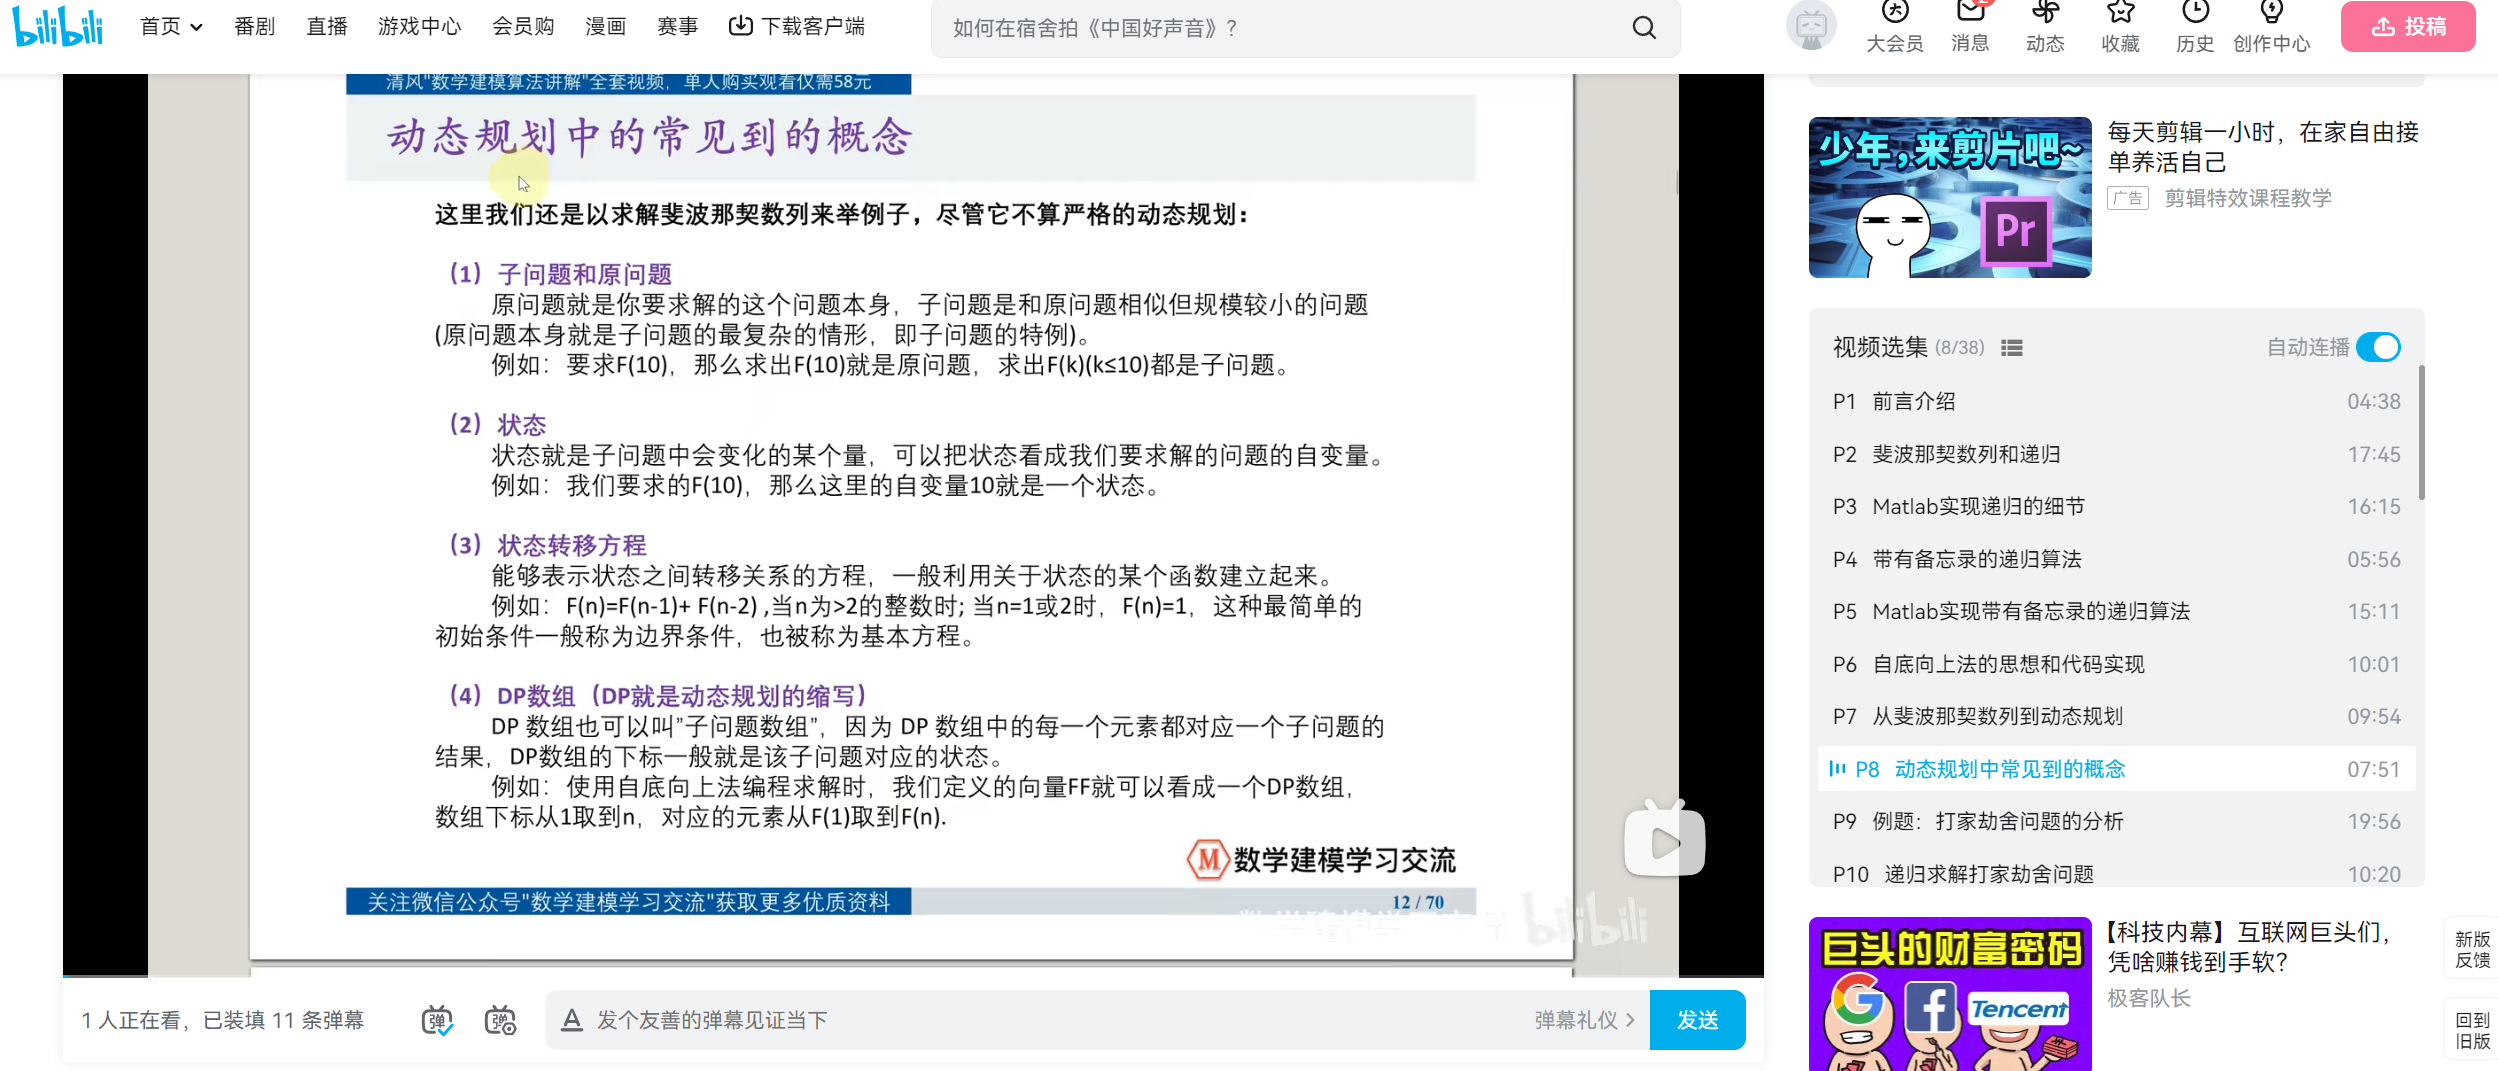 bilibili
首页
番剧
直播
游戏中心
会员购
漫画
赛事
下载客户端
如何在宿舍拍《中国好声音》？
大会员
消息
动态
收藏
历史
创作中心
投稿
清风"数学建模算法讲解"全套视频，单人购买观看仅需58元
动态规划中的常见到的概念
这里我们还是以求解斐波那契数列来举例子，尽管它不算严格的动态规划：
（1）子问题和原问题
原问题就是你要求解的这个问题本身，子问题是和原问题相似但规模较小的问题
(原问题本身就是子问题的最复杂的情形，即子问题的特例)。
例如：要求F(10)，那么求出F(10)就是原问题，求出F(k)(k≤10)都是子问题。
（2）状态
状态就是子问题中会变化的某个量，可以把状态看成我们要求解的问题的自变量。
例如：我们要求的F(10)，那么这里的自变量10就是一个状态。
（3）状态转移方程
能够表示状态之间转移关系的方程，一般利用关于状态的某个函数建立起来。
例如：F(n)=F(n-1)+ F(n-2) ,当n为>2的整数时; 当n=1或2时，F(n)=1，这种最简单的
初始条件一般称为边界条件，也被称为基本方程。
（4）DP数组（DP就是动态规划的缩写）
DP 数组也可以叫”子问题数组”，因为 DP 数组中的每一个元素都对应一个子问题的
结果，DP数组的下标一般就是该子问题对应的状态。
例如：使用自底向上法编程求解时，我们定义的向量FF就可以看成一个DP数组，
数组下标从1取到n，对应的元素从F(1)取到F(n).
M 数学建模学习交流
关注微信公众号"数学建模学习交流"获取更多优质资料
12 / 70
bilibili
1 人正在看，已装填 11 条弹幕
弹
弹
A 发个友善的弹幕见证当下
弹幕礼仪 >
发送
少年，来剪片吧~
Pr
每天剪辑一小时，在家自由接
单养活自己
广告 剪辑特效课程教学
视频选集 (8/38)
自动连播
P1 前言介绍 04:38
P2 斐波那契数列和递归 17:45
P3 Matlab实现递归的细节 16:15
P4 带有备忘录的递归算法 05:56
P5 Matlab实现带有备忘录的递归算法 15:11
P6 自底向上法的思想和代码实现 10:01
P7 从斐波那契数列到动态规划 09:54
P8 动态规划中常见到的概念 07:51
P9 例题：打家劫舍问题的分析 19:56
P10 递归求解打家劫舍问题 10:20
巨头的财富密码
G
f
Tencent
【科技内幕】互联网巨头们，
凭啥赚钱到手软？
极客队长
新版
反馈
回到
旧版